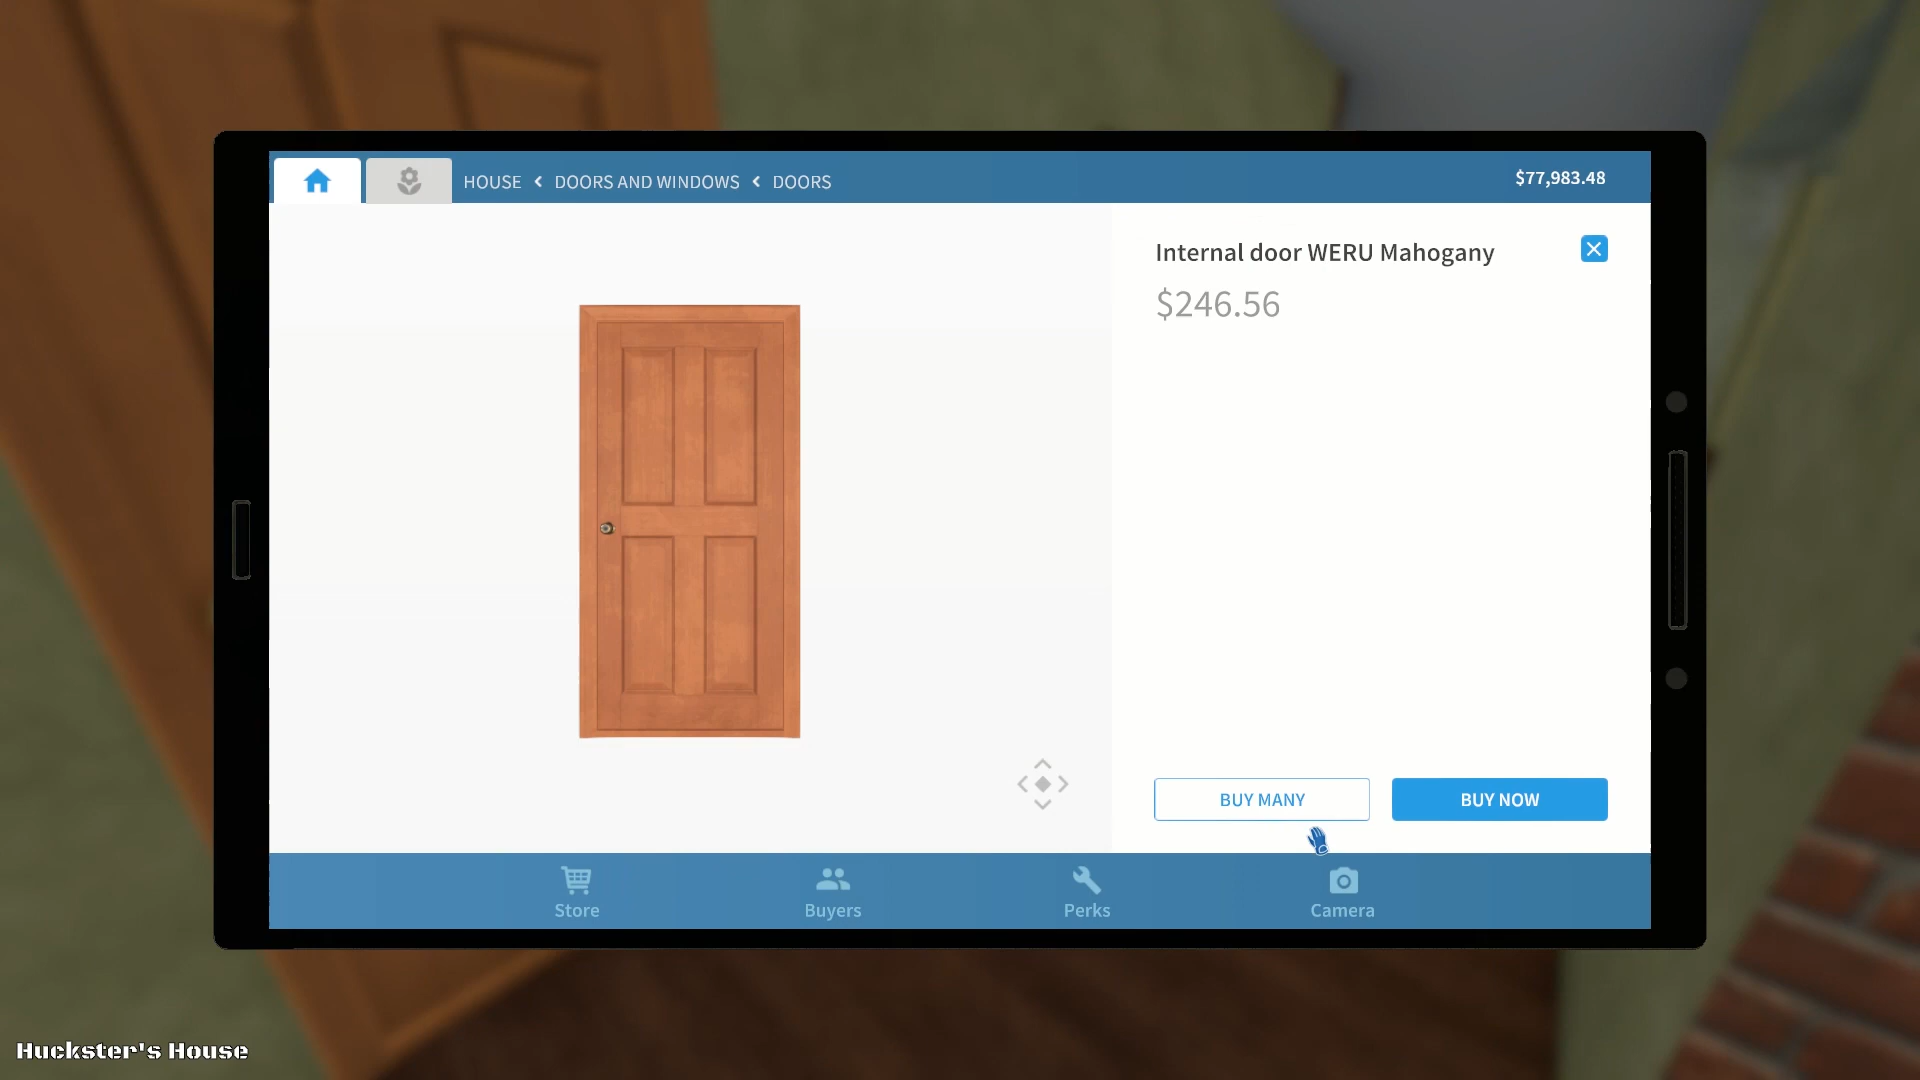 HOUSE < DOORS AND WINDOWS < DOORS
$77,983.48
Internal door WERU Mahogany
$246.56
BUY MANY
BUY NOW
Store
Buyers
Perks
Camera
Huckster's House